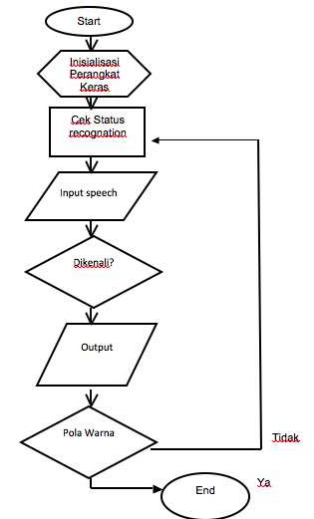 Start
Inisialisasi
Perangkat
Keras
Cek Status
recognation
Input speech
Dikenali?
Output
Pola Warna
Tidak
Ya
End